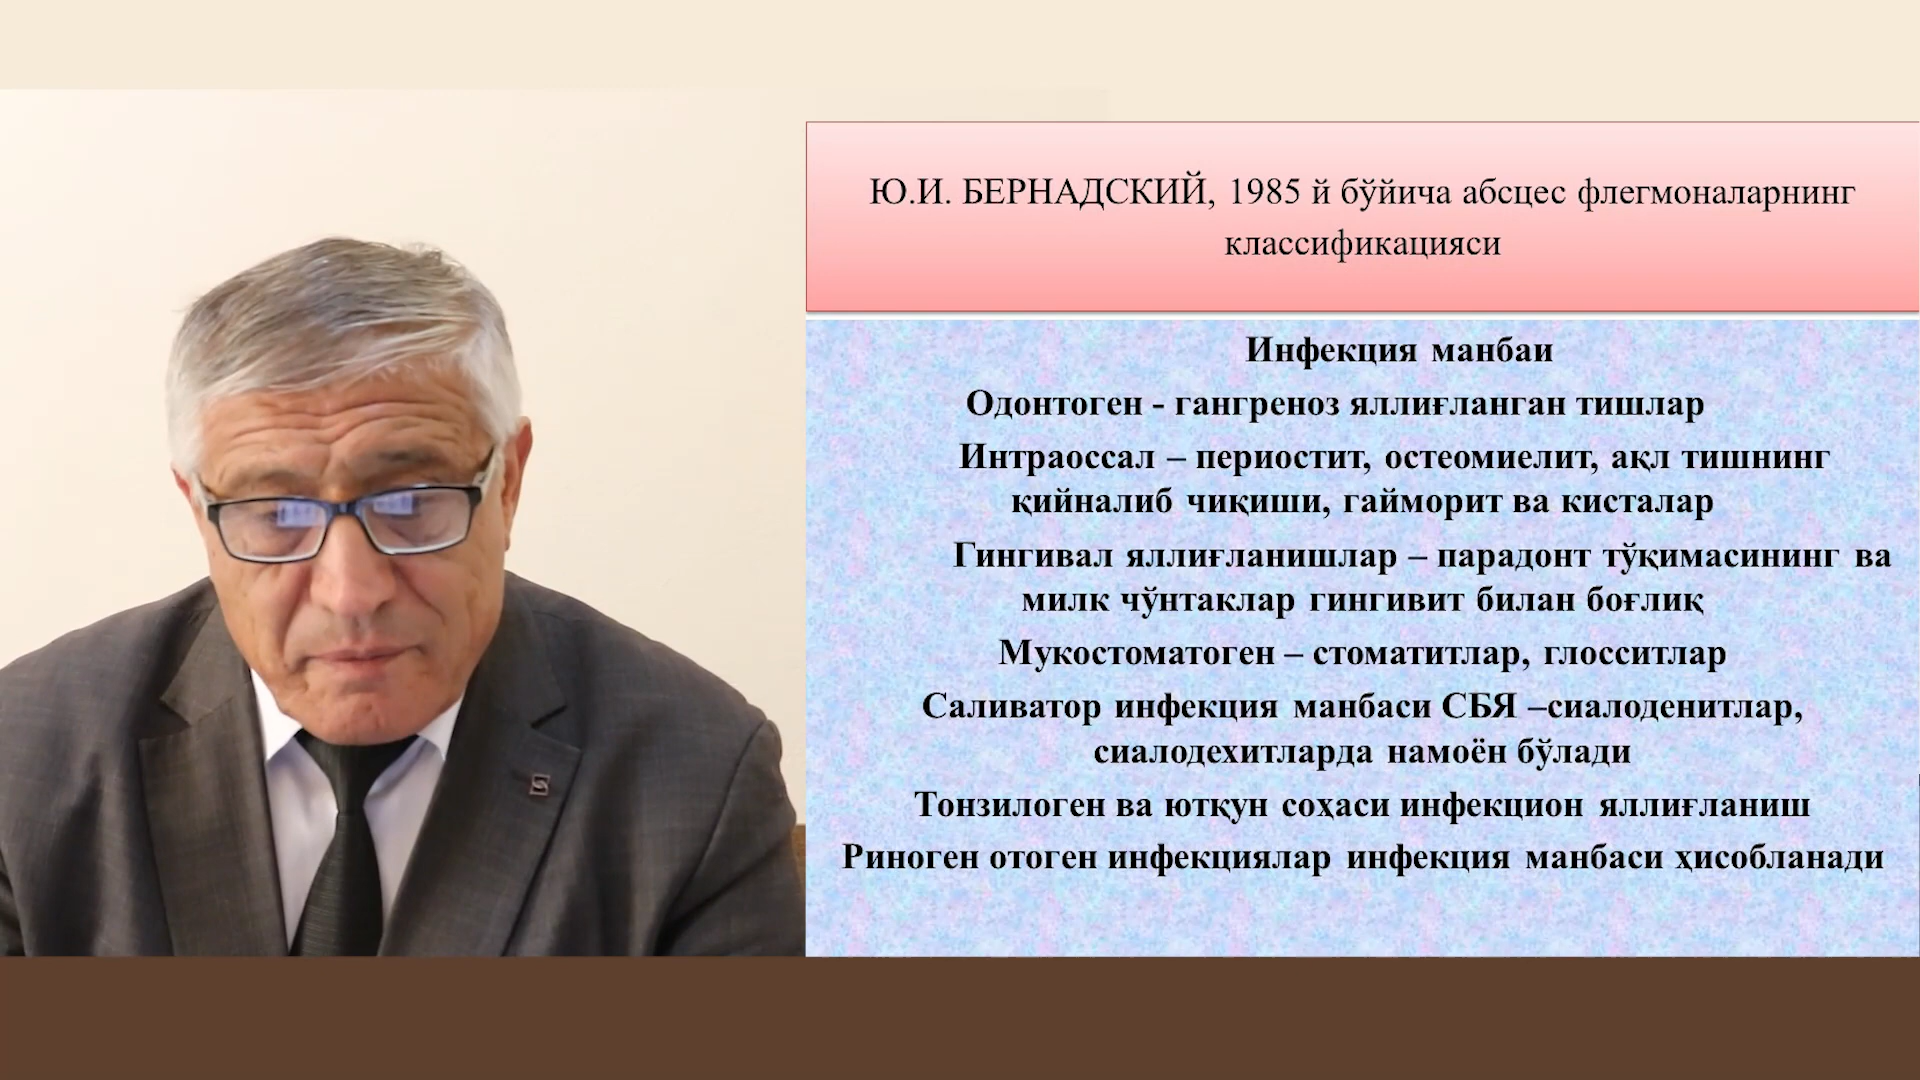 Ю.И. БЕРНАДСКИЙ, 1985 й бўйича абсцес флегмоналарнинг
классификацияси
Инфекция манбаи
Одонтоген - гангреноз яллиғланган тишлар
Интраоссал – периостит, остеомиелит, ақл тишнинг
қийналиб чиқиши, гайморит ва кисталар
Гингивал яллиғланишлар – парадонт тўқимасининг ва
милк чўнтаклар гингивит билан боғлиқ
Мукостоматоген – стоматитлар, глосситлар
Саливатор инфекция манбаси СБЯ –сиалоденитлар,
сиалодехитларда намоён бўлади
Тонзилоген ва ютқун соҳаси инфекцион яллиғланиш
Риноген отоген инфекциялар инфекция манбаси ҳисобланади